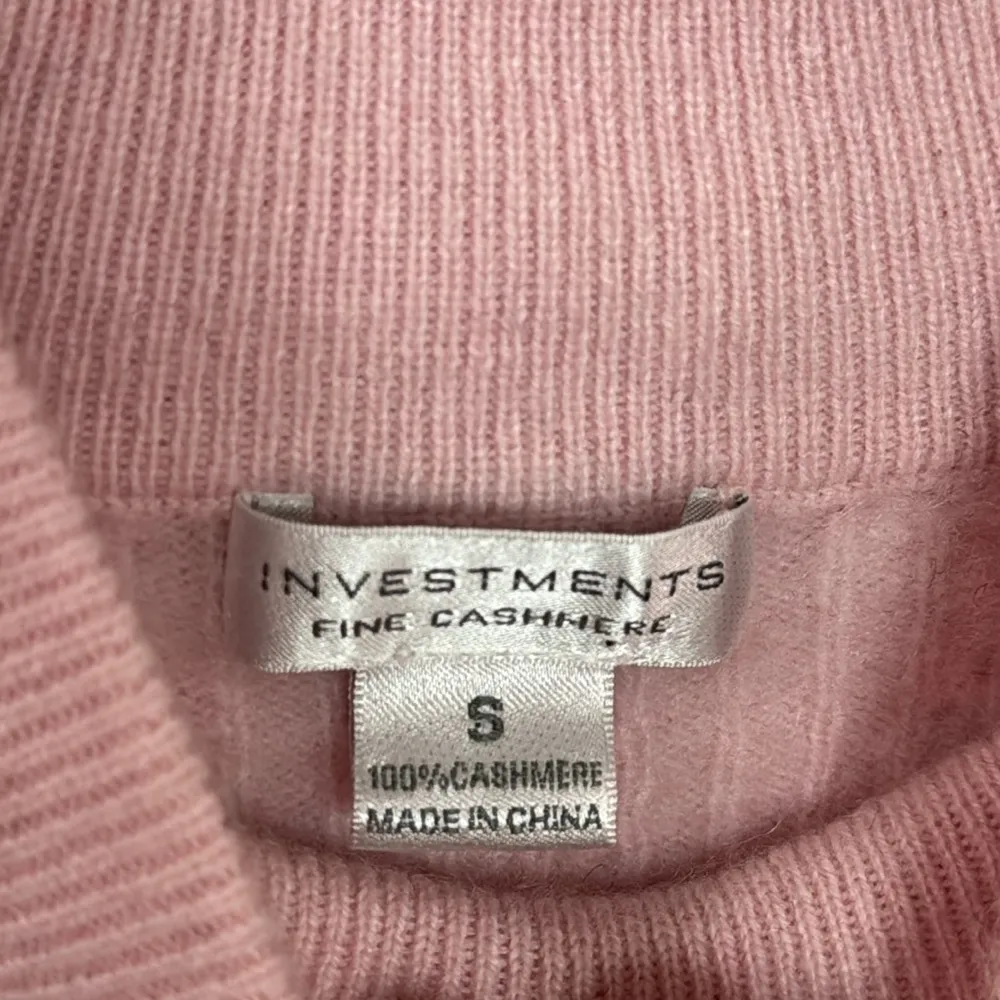 INVESTMENTS
FINE CASHMERE
S
100%CASHMERE
MADE IN CHINA